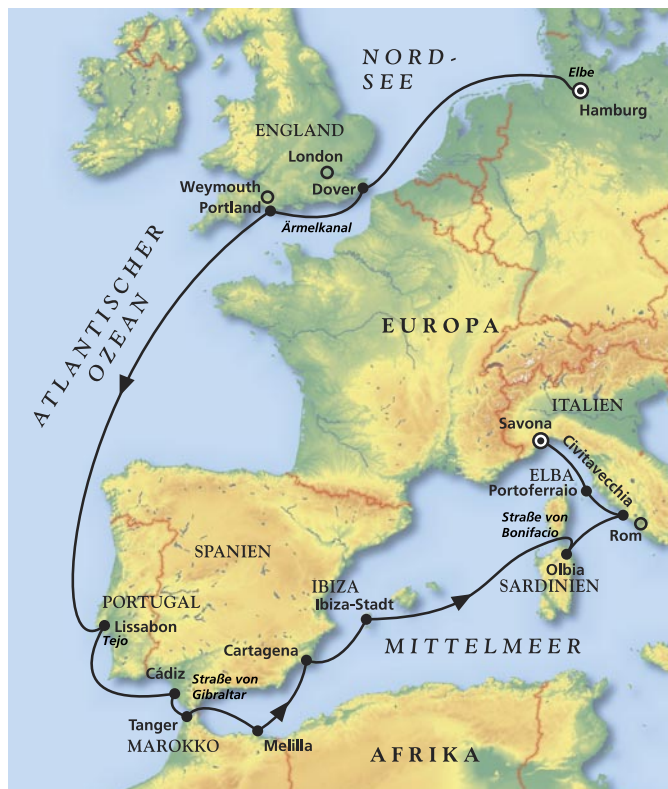 NORD-
SEE
Elbe
Hamburg
ENGLAND
London
Weymouth
Dover
Portland
Ärmelkanal
ATLANTISCHER
OZEAN
EUROPA
ITALIEN
Savona
Civitavecchia
ELBA
Portoferraio
Straße von
Bonifacio
Rom
SPANIEN
Olbia
IBIZA
SARDINIEN
Ibiza-Stadt
PORTUGAL
Lissabon
Tejo
MITTELMEER
Cartagena
Cádiz
Straße von
Gibraltar
Tanger
MAROKKO
Melilla
AFRIKA